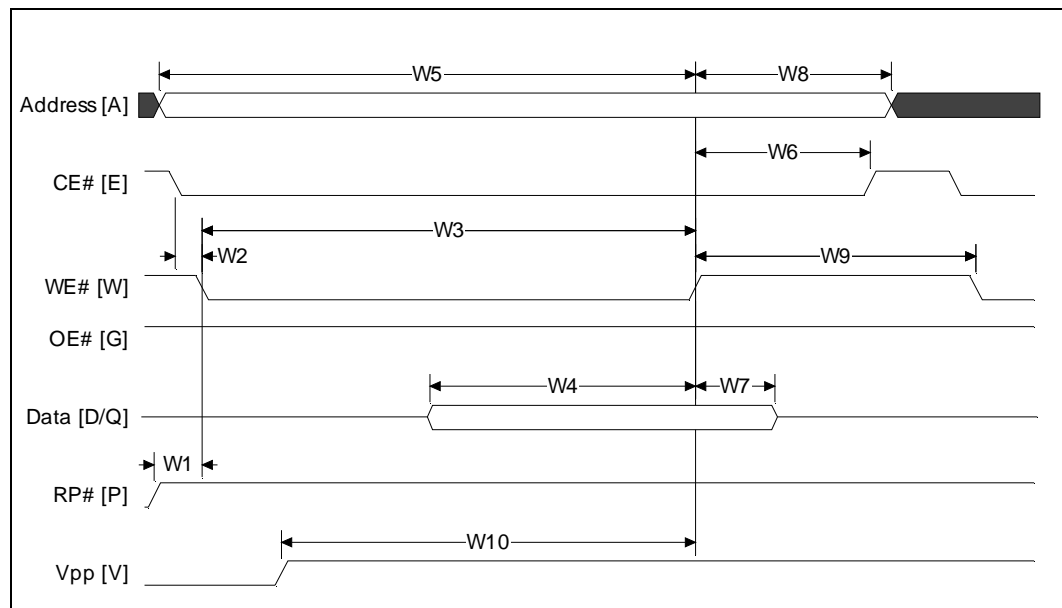 W5
W8
Address [A]
W6
CE# [E]
W3
W2
W9
WE# [W]
OE# [G]
W4
W7
Data [D/Q]
W1
RP# [P]
W10
Vpp [V]